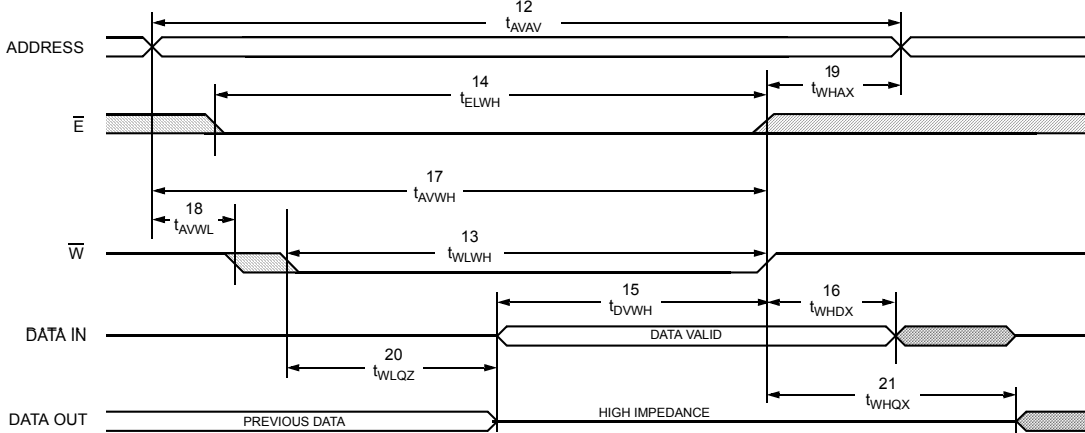 12
tAVAV
ADDRESS
14
tELWH
19
tWHAX
E
17
tAVWH
18
tAVWL
W
13
tWLWH
15
tDVWH
16
tWHDX
DATA IN
DATA VALID
20
tWLQZ
21
tWHQX
DATA OUT
PREVIOUS DATA
HIGH IMPEDANCE